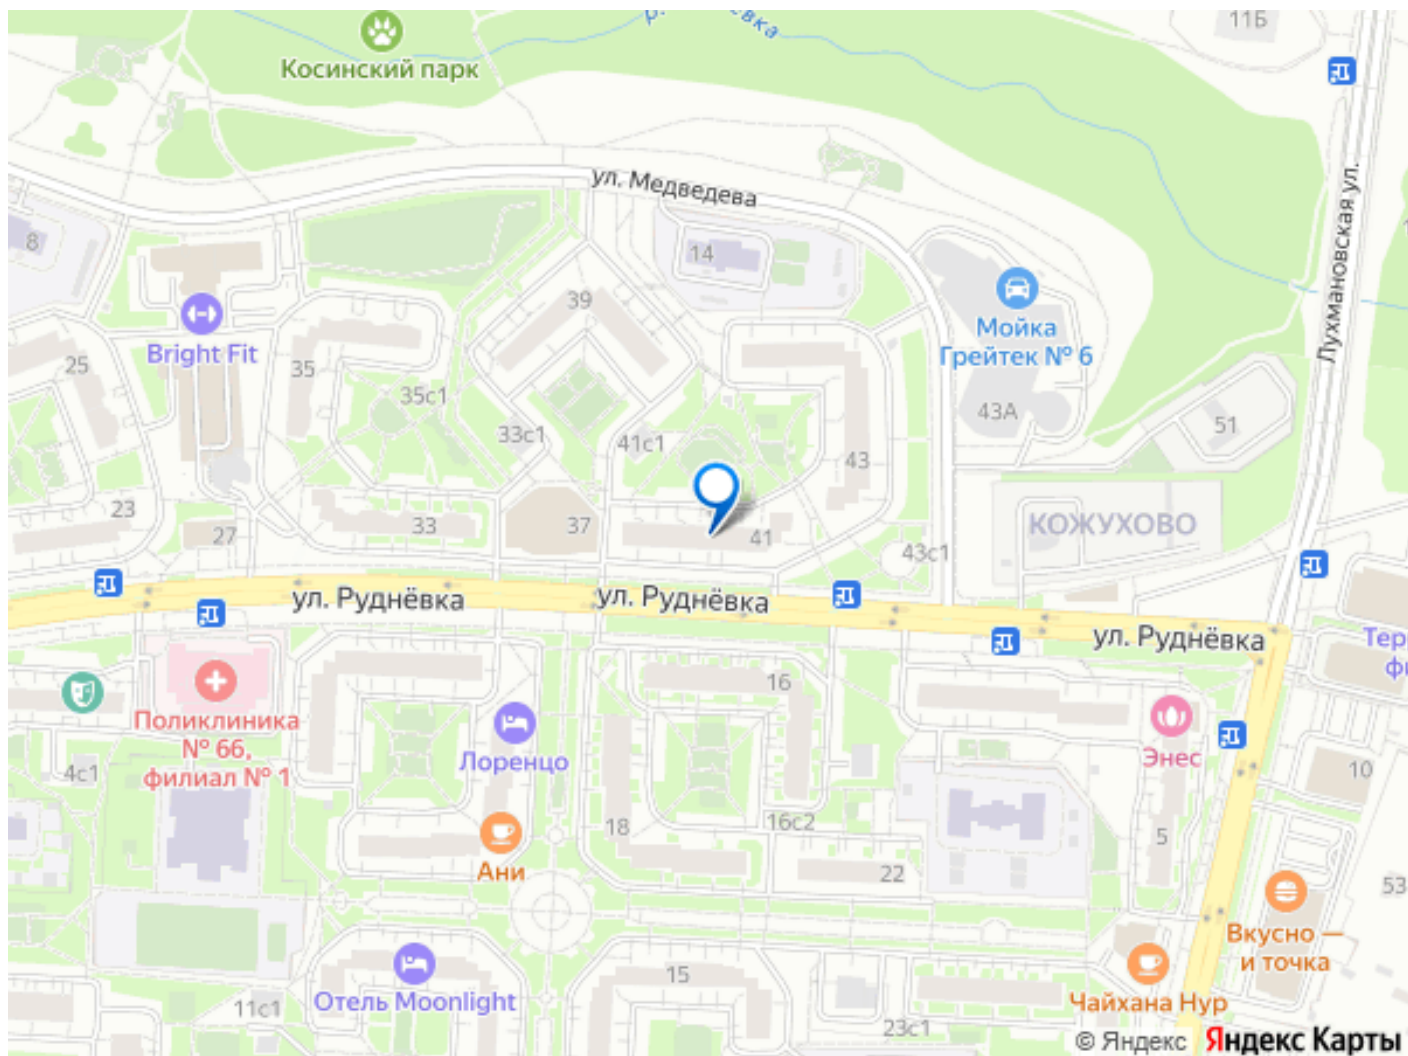 11Б
Косинский парк
ул. Медведева
Лухмановская ул.
8
14
39
Мойка
Грейтек № 6
Bright Fit
25
35
35с1
43А
51
33с1
41с1
43
23
27
33
37
41
КОЖУХОВО
43с1
ул. Руднёвка
ул. Руднёвка
ул. Руднёвка
16
Поликлиника
№ 66,
филиал № 1
4с1
Лоренцо
Энес
10
18
16с2
5
Ани
22
53
Вкусно —
и точка
15
Отель Moonlight
11с1
Чайхана Нур
23с1
© Яндекс Яндекс Карты